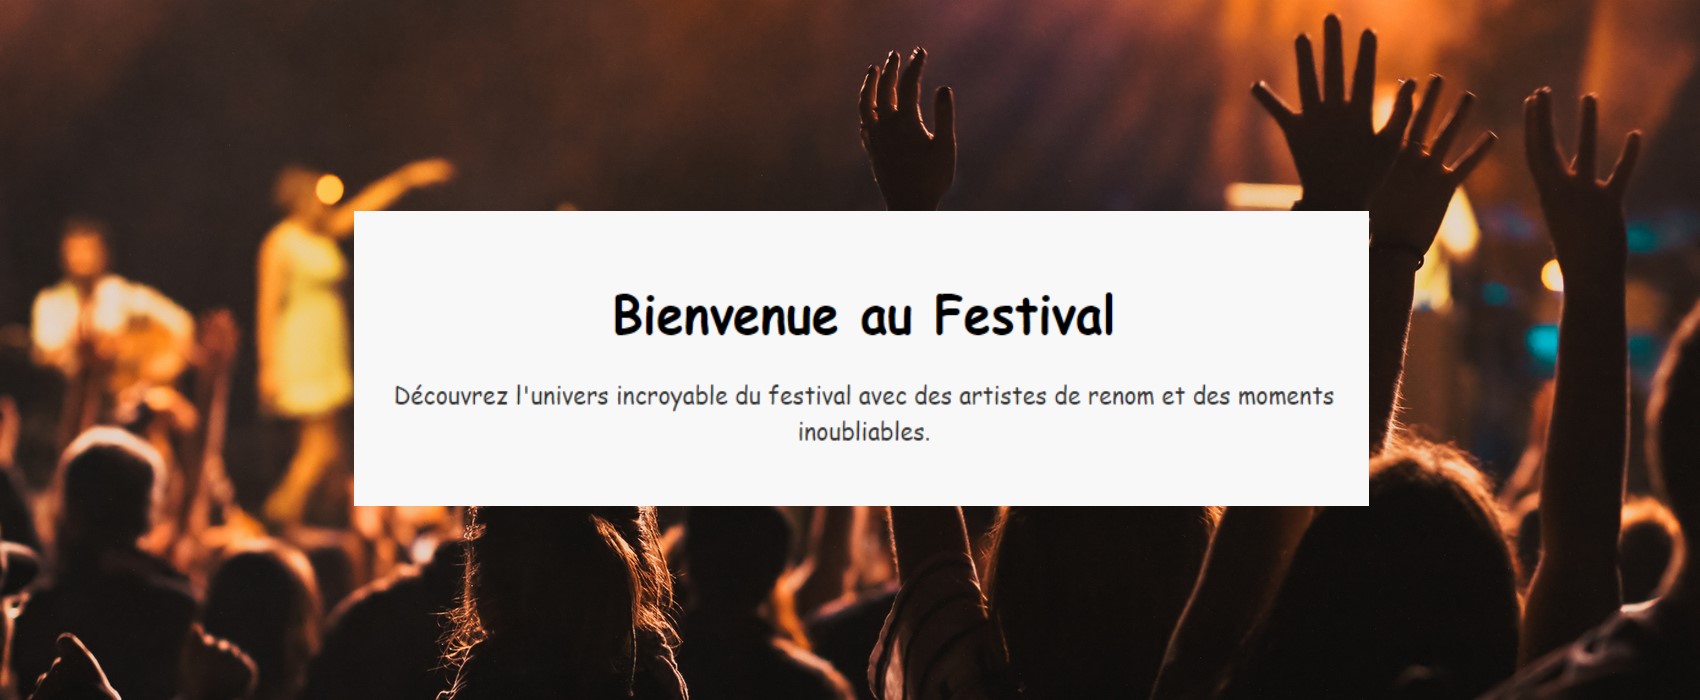 Bienvenue au Festival
Découvrez l'univers incroyable du festival avec des artistes de renom et des moments
inoubliables.